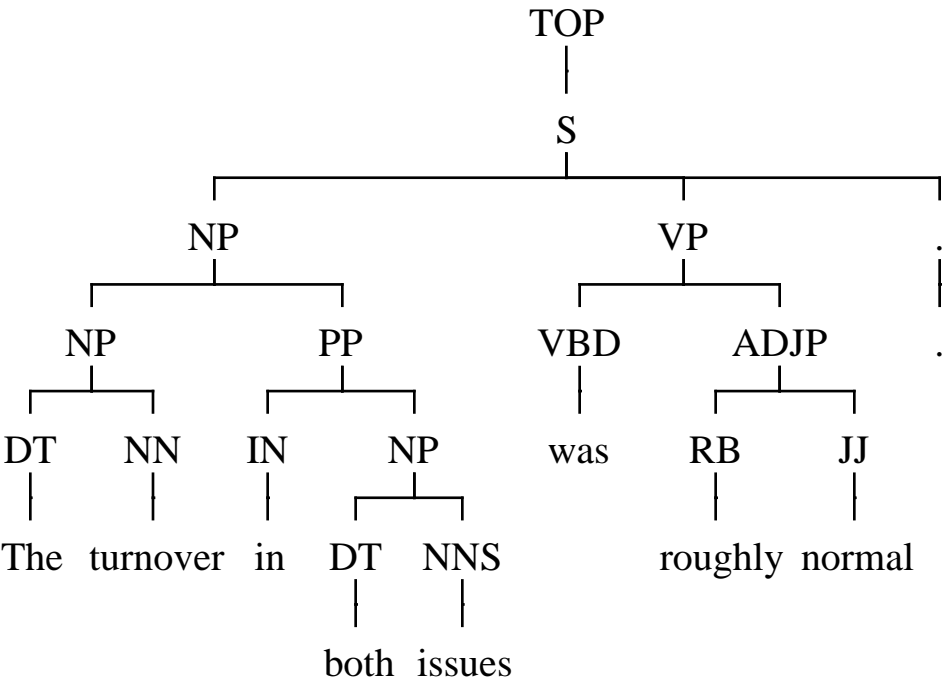 TOP
S
NP VP .
NP PP VBD ADJP .
DT NN IN NP was RB JJ
The turnover in DT NNS roughly normal
both issues